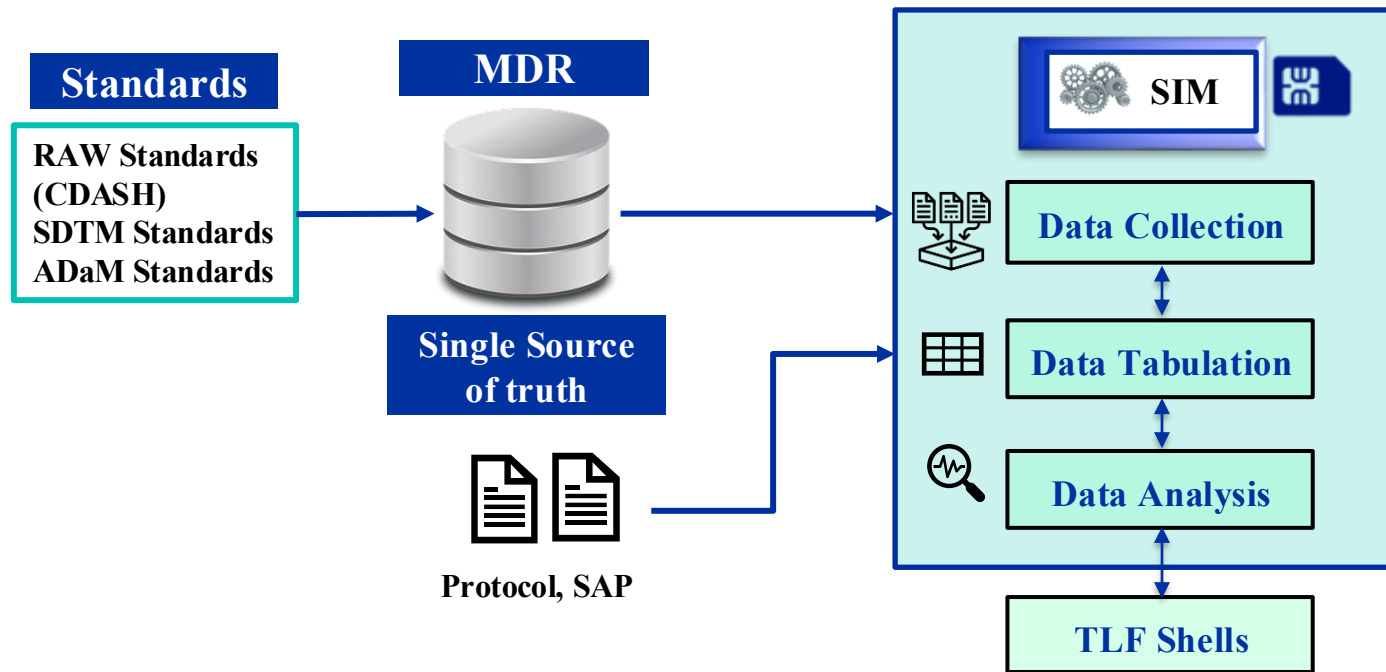 Standards
RAW Standards
(CDASH)
SDTM Standards
ADaM Standards
MDR
Single Source
of truth
Protocol, SAP
SIM
Data Collection
Data Tabulation
Data Analysis
TLF Shells